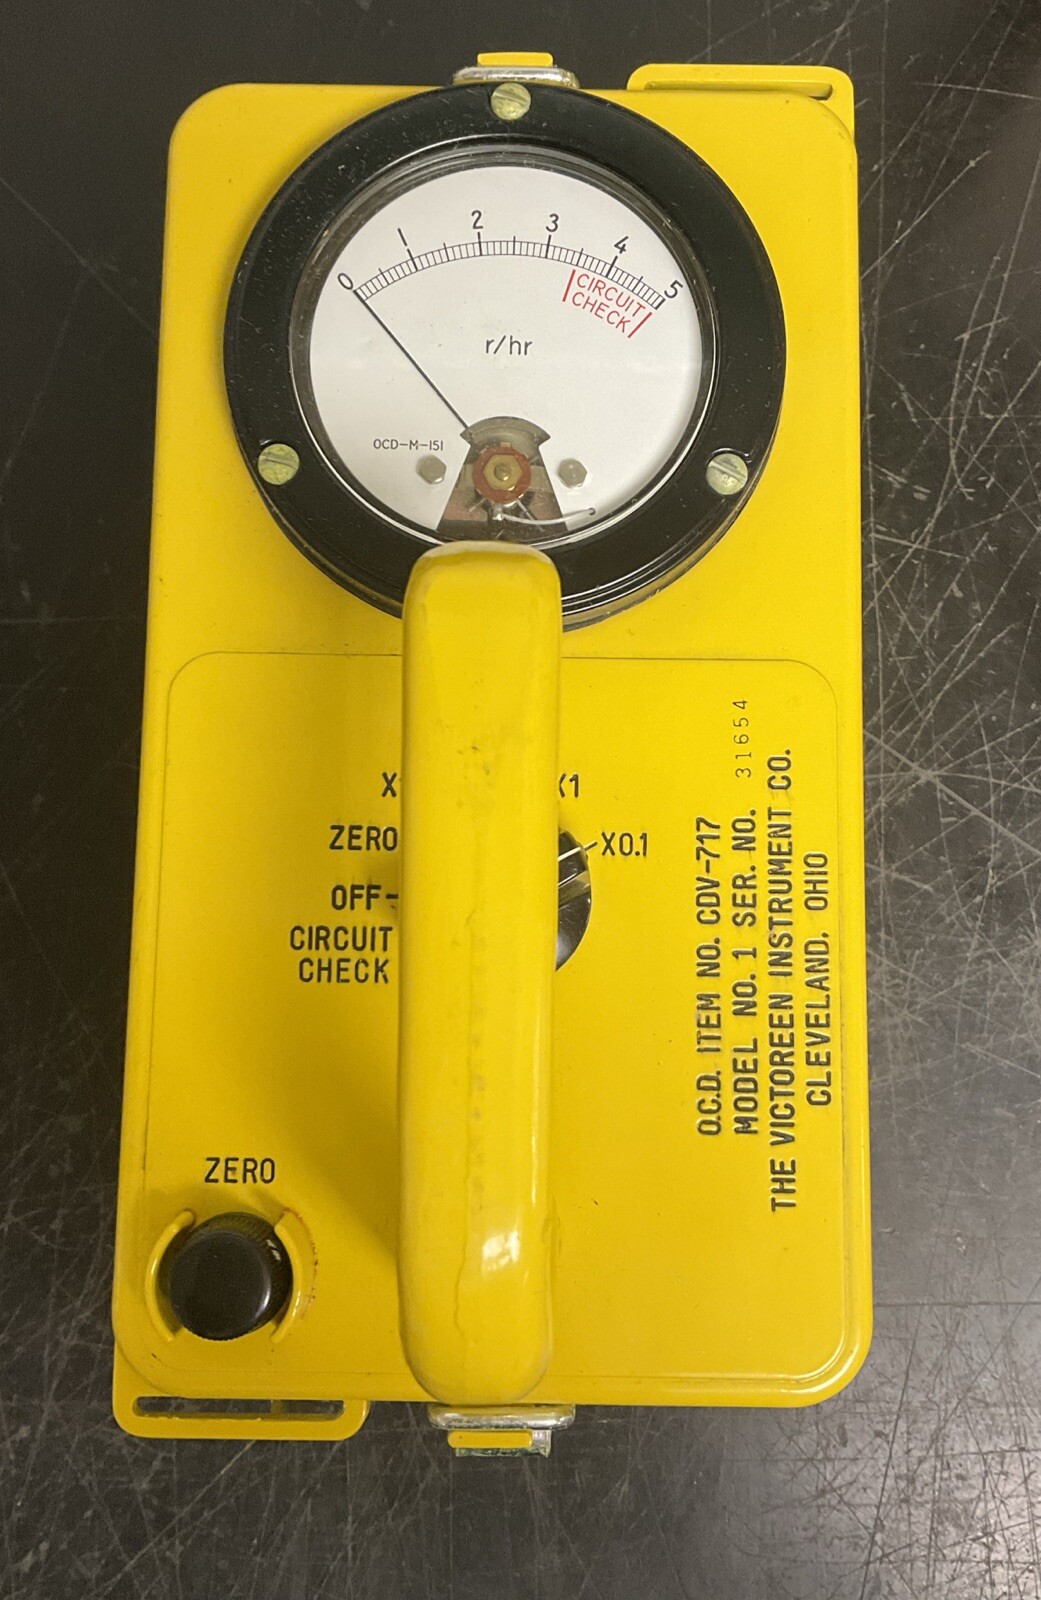 0 1 2 3 4 5
CIRCUIT
CHECK
r/hr
OCD-M-151
X1
ZERO
X0.1
OFF
CIRCUIT
CHECK
O.C.D. ITEM NO. CDV-717
MODEL NO. 1 SER. NO. 31654
THE VICTOREEN INSTRUMENT CO.
CLEVELAND, OHIO
ZERO